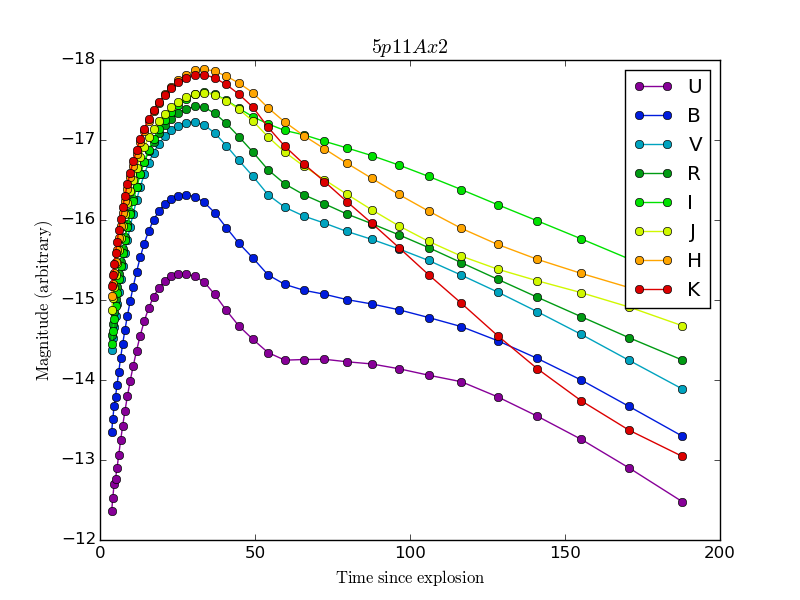 5p11Ax2
−18
−17
−16
−15
−14
−13
−12
Magnitude (arbitrary)
0
50
100
150
200
Time since explosion
U
B
V
R
I
J
H
K